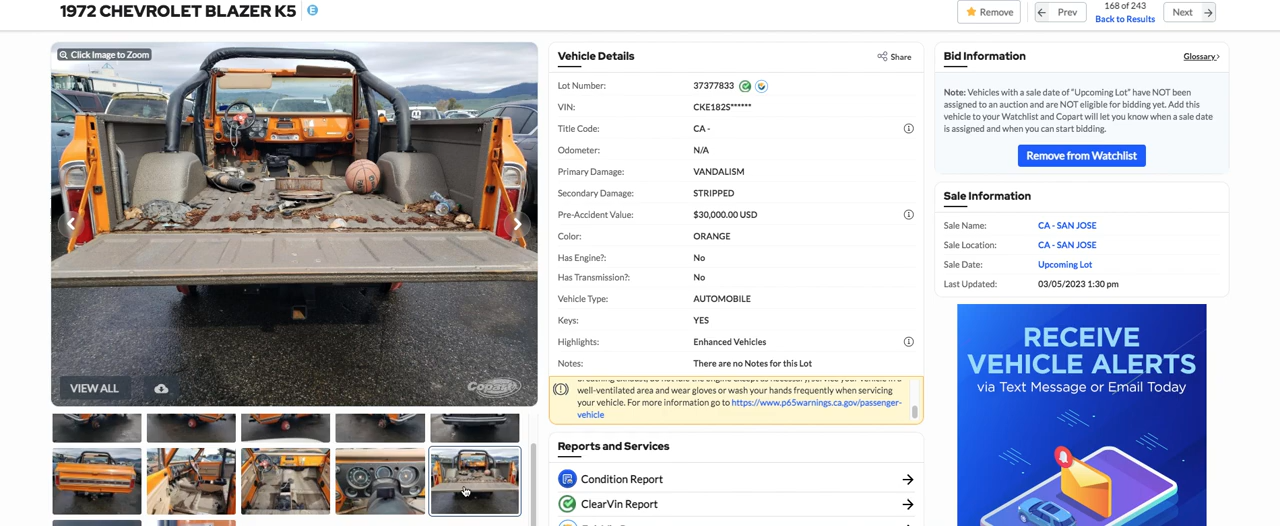 1972 CHEVROLET BLAZER K5
E
Remove
Prev
168 of 243
Back to Results
Next
Click Image to Zoom
VIEW ALL
Copart
Vehicle Details
Share
Lot Number: 37377833
VIN: CKE182S******
Title Code: CA -
Odometer: N/A
Primary Damage: VANDALISM
Secondary Damage: STRIPPED
Pre-Accident Value: $30,000.00 USD
Color: ORANGE
Has Engine?: No
Has Transmission?: No
Vehicle Type: AUTOMOBILE
Keys: YES
Highlights: Enhanced Vehicles
Notes: There are no Notes for this Lot
well-ventilated area and wear gloves or wash your hands frequently when servicing
your vehicle. For more information go to https://www.p65warnings.ca.gov/passenger-
vehicle
Reports and Services
Condition Report
ClearVin Report
Bid Information
Glossary
Note: Vehicles with a sale date of "Upcoming Lot" have NOT been
assigned to an auction and are NOT eligible for bidding yet. Add this
vehicle to your Watchlist and Copart will let you know when a sale date
is assigned and when you can start bidding.
Remove from Watchlist
Sale Information
Sale Name: CA - SAN JOSE
Sale Location: CA - SAN JOSE
Sale Date: Upcoming Lot
Last Updated: 03/05/2023 1:30 pm
RECEIVE
VEHICLE ALERTS
via Text Message or Email Today